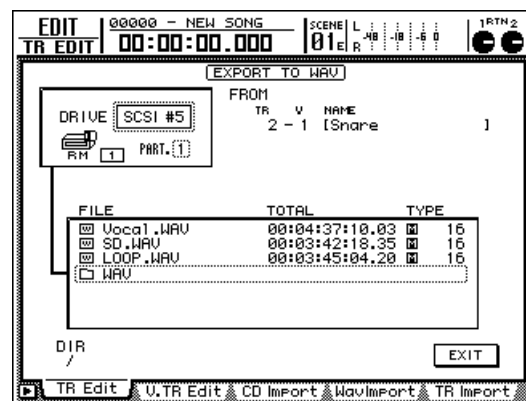 EDIT 00000 - NEW SONG SCENE L -48 -18 -6 0 1RTN2
TR EDIT 00:00:00.000 01E R
EXPORT TO WAV
FROM
DRIVE SCSI #5 TR V NAME
2 - 1 [Snare ]
RM 1 PART. 1
FILE TOTAL TYPE
W Vocal.WAV 00:04:37:10.03 M 16
W SD.WAV 00:03:42:18.35 M 16
W LOOP.WAV 00:03:45:04.20 M 16
WAV
DIR
/
EXIT
TR Edit V.TR Edit CD Import WavImport TR Import